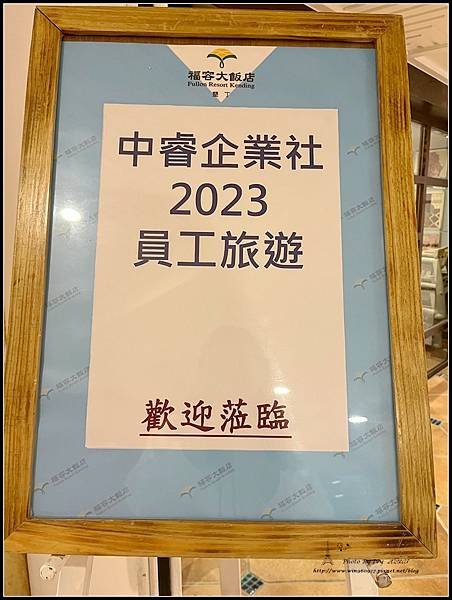 福容大飯店
Fullon Resort Kending
墾丁
中睿企業社
2023
員工旅遊
歡迎蒞臨